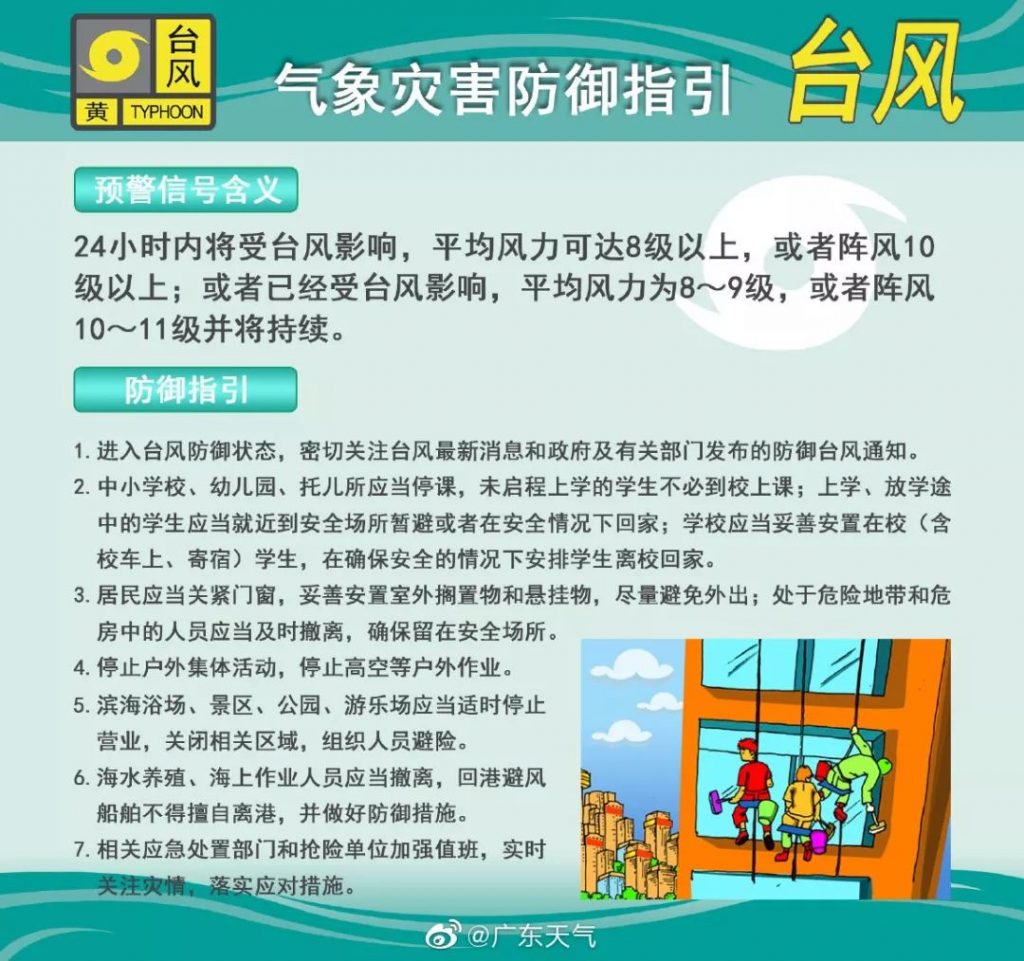 台风
黄
TYPHOON
气象灾害防御指引
台风
预警信号含义
24小时内将受台风影响，平均风力可达8级以上，或者阵风10
级以上；或者已经受台风影响，平均风力为8～9级，或者阵风
10～11级并将持续。
防御指引
1. 进入台风防御状态，密切关注台风最新消息和政府及有关部门发布的防御台风通知。
2. 中小学校、幼儿园、托儿所应当停课，未启程上学的学生不必到校上课；上学、放学途
中的学生应当就近到安全场所暂避或者在安全情况下回家；学校应当妥善安置在校（含
校车上、寄宿）学生，在确保安全的情况下安排学生离校回家。
3. 居民应当关紧门窗，妥善安置室外搁置物和悬挂物，尽量避免外出；处于危险地带和危
房中的人员应当及时撤离，确保留在安全场所。
4. 停止户外集体活动，停止高空等户外作业。
5. 滨海浴场、景区、公园、游乐场应当适时停止
营业，关闭相关区域，组织人员避险。
6. 海水养殖、海上作业人员应当撤离，回港避风
船舶不得擅自离港，并做好防御措施。
7. 相关应急处置部门和抢险单位加强值班，实时
关注灾情，落实应对措施。
@广东天气